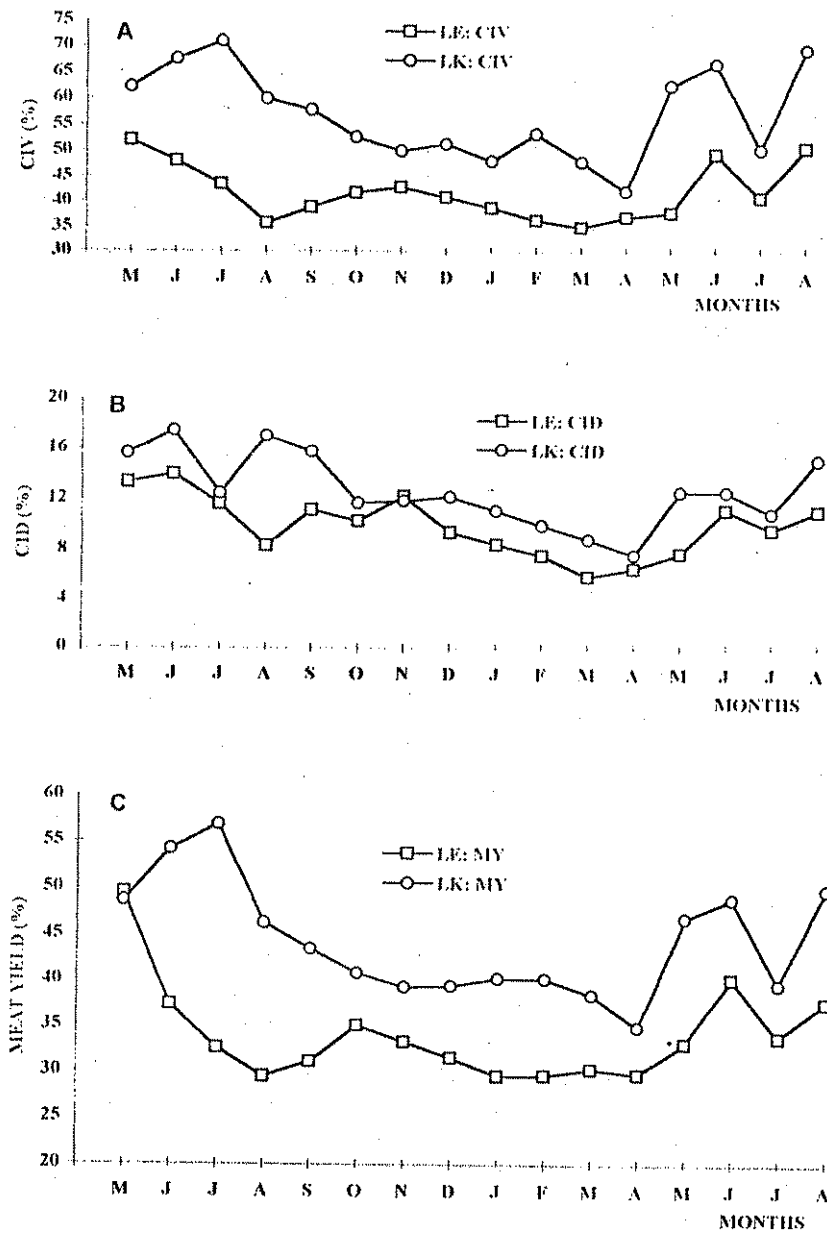 A
LE: CIV
LK: CIV
75
70
65
60
55
50
45
40
35
30
CIV (%)
M J J A S O N D J F M A M J J A
MONTHS
B
LE: CID
LK: CID
20
16
12
8
4
0
CID (%)
M J J A S O N D J F M A M J J A
MONTHS
C
LE: MY
LK: MY
60
55
50
45
40
35
30
25
20
MEAT YIELD (%)
M J J A S O N D J F M A M J J A
MONTHS